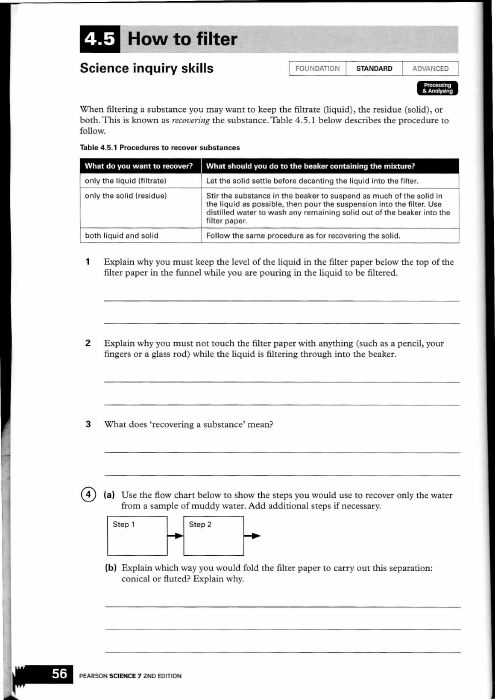 4.5 How to filter
Science inquiry skills
FOUNDATION STANDARD ADVANCED
Processing
& Analysing
When filtering a substance you may want to keep the filtrate (liquid), the residue (solid), or
both. This is known as recovering the substance. Table 4.5.1 below describes the procedure to
follow.
Table 4.5.1 Procedures to recover substances
What do you want to recover? What should you do to the beaker containing the mixture?
only the liquid (filtrate) Let the solid settle before decanting the liquid into the filter.
only the solid (residue) Stir the substance in the beaker to suspend as much of the solid in
the liquid as possible, then pour the suspension into the filter. Use
distilled water to wash any remaining solid out of the beaker into the
filter paper.
both liquid and solid Follow the same procedure as for recovering the solid.
1 Explain why you must keep the level of the liquid in the filter paper below the top of the
filter paper in the funnel while you are pouring in the liquid to be filtered.
2 Explain why you must not touch the filter paper with anything (such as a pencil, your
fingers or a glass rod) while the liquid is filtering through into the beaker.
3 What does 'recovering a substance' mean?
4 (a) Use the flow chart below to show the steps you would use to recover only the water
from a sample of muddy water. Add additional steps if necessary.
Step 1 Step 2
(b) Explain which way you would fold the filter paper to carry out this separation:
conical or fluted? Explain why.
56 PEARSON SCIENCE 7 2ND EDITION